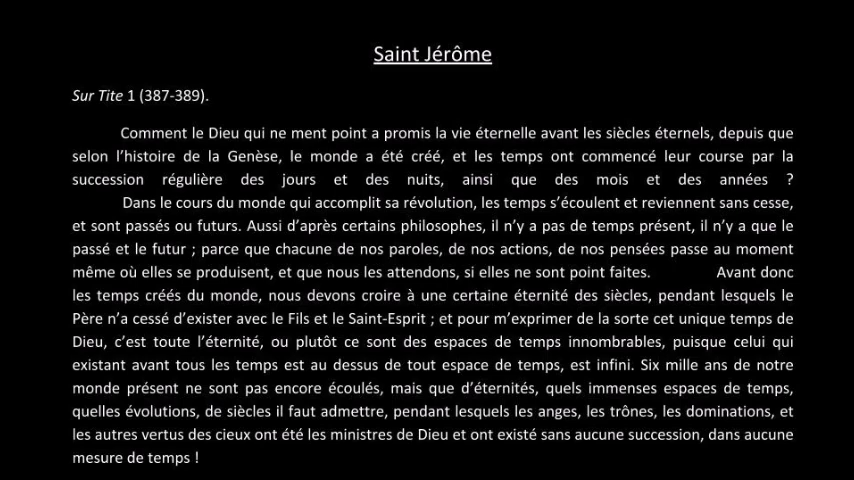 Saint Jérôme
Sur Tite 1 (387-389).
Comment le Dieu qui ne ment point a promis la vie éternelle avant les siècles éternels, depuis que
selon l’histoire de la Genèse, le monde a été créé, et les temps ont commencé leur course par la
succession régulière des jours et des nuits, ainsi que des mois et des années ?
Dans le cours du monde qui accomplit sa révolution, les temps s’écoulent et reviennent sans cesse,
et sont passés ou futurs. Aussi d’après certains philosophes, il n’y a pas de temps présent, il n’y a que le
passé et le futur ; parce que chacune de nos paroles, de nos actions, de nos pensées passe au moment
même où elles se produisent, et que nous les attendons, si elles ne sont point faites. Avant donc
les temps créés du monde, nous devons croire à une certaine éternité des siècles, pendant lesquels le
Père n’a cessé d’exister avec le Fils et le Saint-Esprit ; et pour m’exprimer de la sorte cet unique temps de
Dieu, c’est toute l’éternité, ou plutôt ce sont des espaces de temps innombrables, puisque celui qui
existant avant tous les temps est au dessus de tout espace de temps, est infini. Six mille ans de notre
monde présent ne sont pas encore écoulés, mais que d’éternités, quels immenses espaces de temps,
quelles évolutions, de siècles il faut admettre, pendant lesquels les anges, les trônes, les dominations, et
les autres vertus des cieux ont été les ministres de Dieu et ont existé sans aucune succession, dans aucune
mesure de temps !